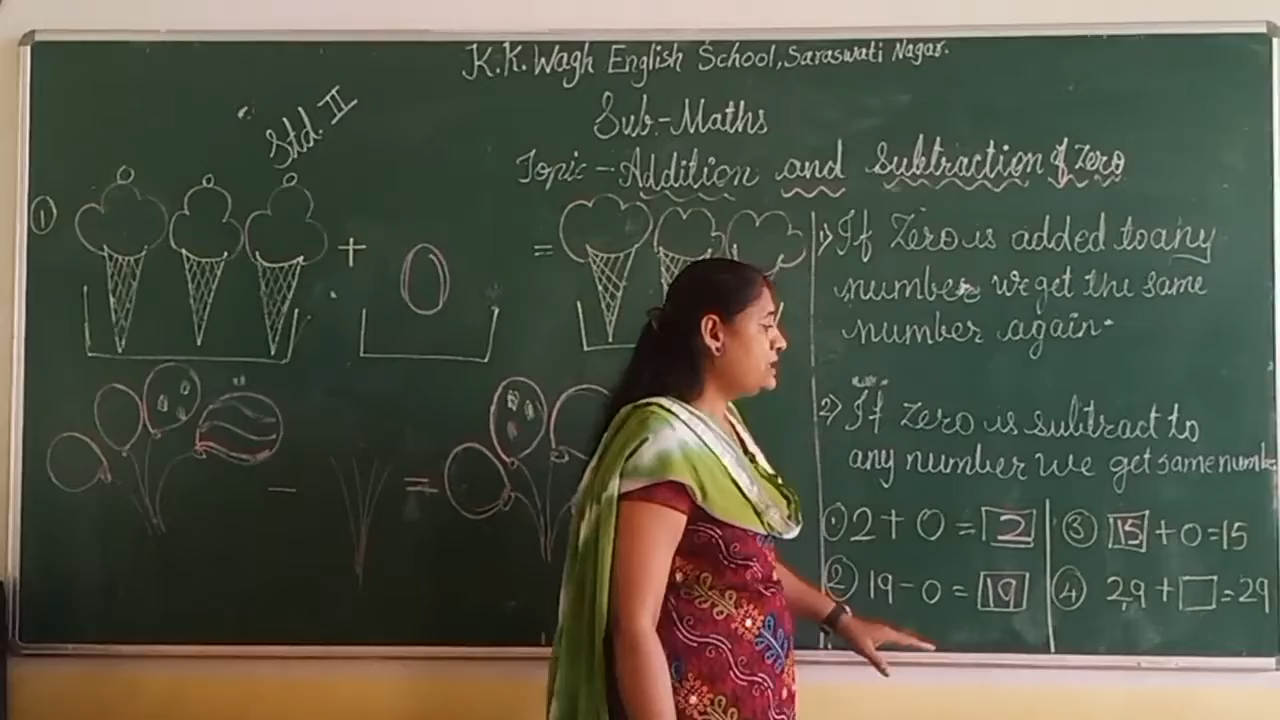 K.K. Wagh English School, Saraswati Nagar.
Std. II
Sub-Maths
Topic - Addition and Subtraction of Zero
① + 0 =
- =
1) If Zero is added to any
number we get the same
number again.
2) If Zero is subtract to
any number we get same numbe
① 2 + 0 = 2
② 19 - 0 = 19
③ 15 + 0 = 15
④ 29 + □ = 29